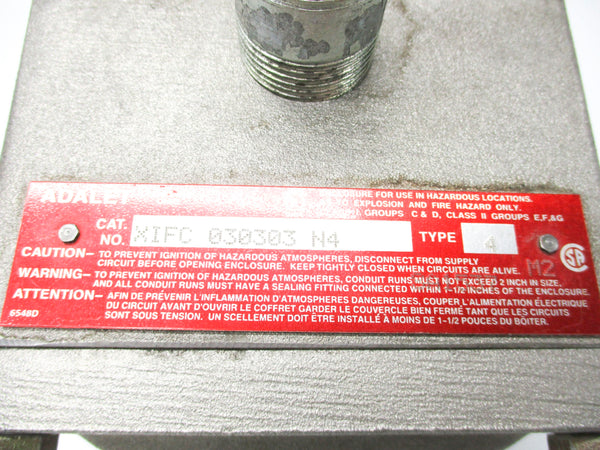 ADALE
SURE FOR USE IN HAZARDOUS LOCATIONS.
TO EXPLOSION AND FIRE HAZARD ONLY.
GROUPS C & D, CLASS II GROUPS E,F,&G
CAT. NO. XIFC 030303 N4 TYPE 4
M2
CAUTION— TO PREVENT IGNITION OF HAZARDOUS ATMOSPHERES, DISCONNECT FROM SUPPLY
CIRCUIT BEFORE OPENING ENCLOSURE. KEEP TIGHTLY CLOSED WHEN CIRCUITS ARE ALIVE.
WARNING— TO PREVENT IGNITION OF HAZARDOUS ATMOSPHERES, CONDUIT RUNS MUST NOT EXCEED 2 INCH IN SIZE,
AND ALL CONDUIT RUNS MUST HAVE A SEALING FITTING CONNECTED WITHIN 1-1/2 INCHES OF THE ENCLOSURE.
ATTENTION— AFIN DE PRÉVENIR L'INFLAMMATION D'ATMOSPHERES DANGEREUSES, COUPER L'ALIMENTATION ÉLECTRIQUE
DU CIRCUIT AVANT D'OUVRIR LE COFFRET GARDER LE COUVERCLE BIEN FERMÉ TANT QUE LES CIRCUITS
6548D SONT SOUS TENSION. UN SCELLEMENT DOIT ÊTRE INSTALLÉ À MOINS DE 1-1/2 POUCES DU BOÎTER.